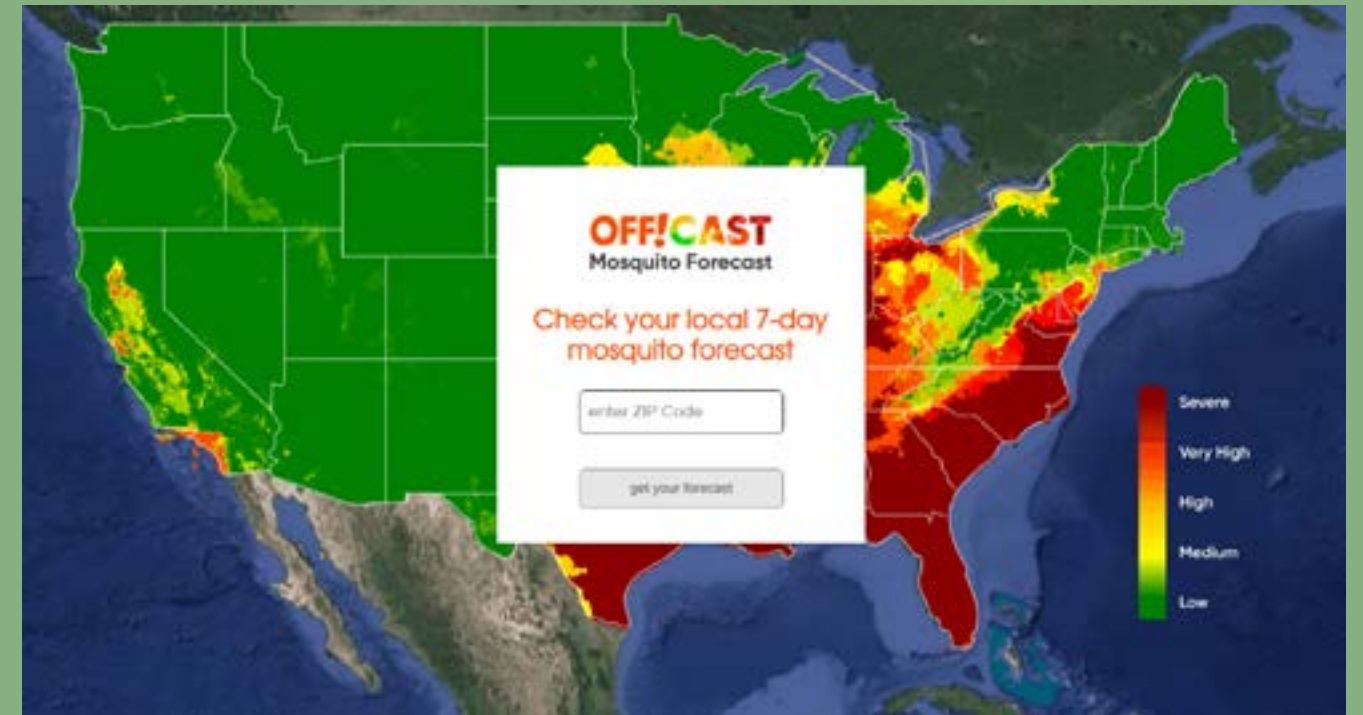 OFF!CAST
Mosquito Forecast
Check your local 7-day
mosquito forecast
enter ZIP Code
get your forecast
Severe
Very High
High
Medium
Low